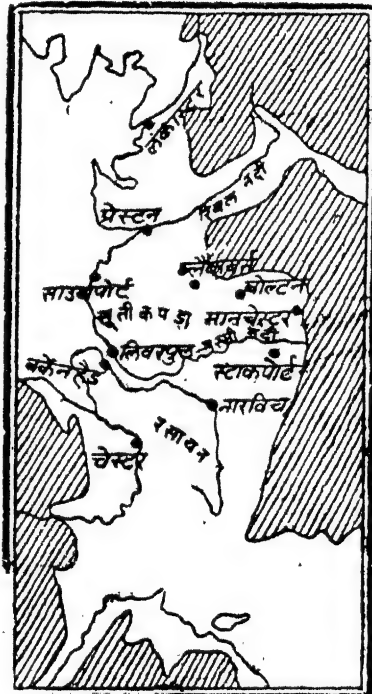 लंकाशायर
रिबल नदी
प्रेस्टन
ब्लैकबर्न
बोल्टन
साउथपोर्ट
सूती कपड़ा
मानचेस्टर
लिवरपुल
मर्सी नदी
बर्केनहैड
स्टाकपोर्ट
नारविच
रसायन
चेस्टर